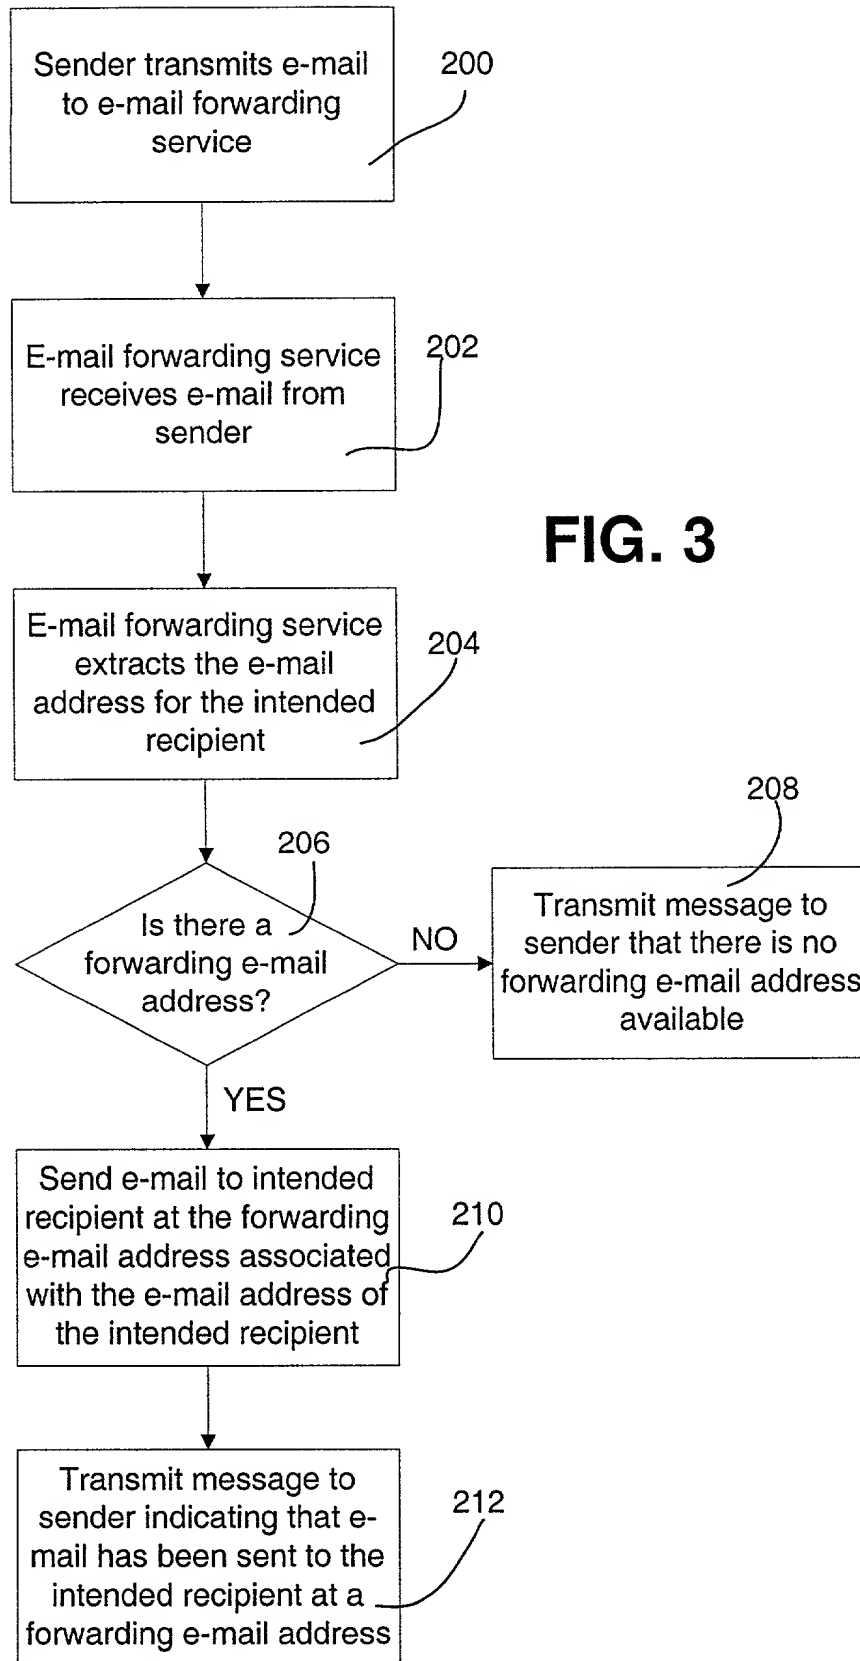 Sender transmits e-mail
to e-mail forwarding
service
200
E-mail forwarding service
receives e-mail from
sender
202
FIG. 3
E-mail forwarding service
extracts the e-mail
address for the intended
recipient
204
206
Is there a
forwarding e-mail
address?
NO
208
Transmit message to
sender that there is no
forwarding e-mail address
available
YES
Send e-mail to intended
recipient at the forwarding
e-mail address associated
with the e-mail address of
the intended recipient
210
Transmit message to
sender indicating that e-
mail has been sent to the
intended recipient at a
forwarding e-mail address
212